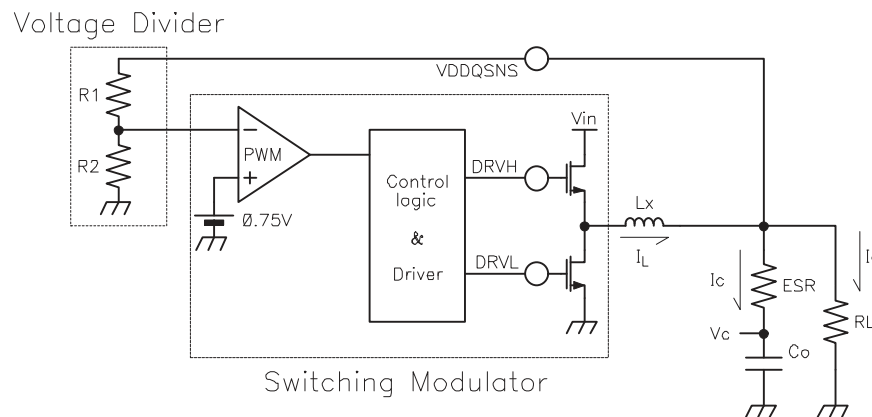 Voltage Divider
VDDQSNS
R1
R2
PWM
0.75V
Control
logic
&
Driver
DRVH
DRVL
Vin
Lx
IL
Ic
ESR
Vc
Co
RL
Switching Modulator